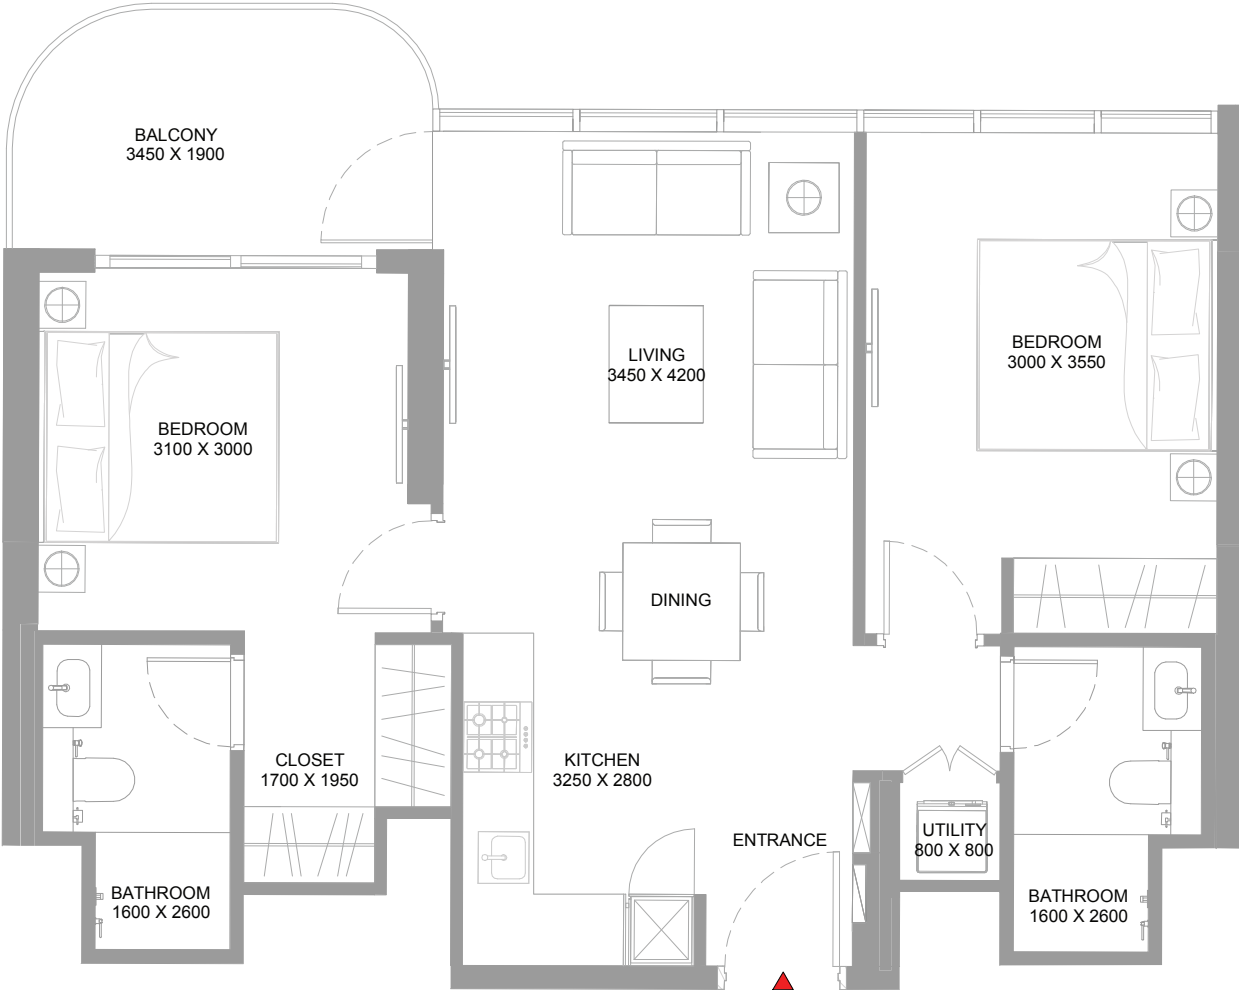 BALCONY
3450 X 1900
LIVING
3450 X 4200
BEDROOM
3000 X 3550
BEDROOM
3100 X 3000
DINING
CLOSET
1700 X 1950
KITCHEN
3250 X 2800
ENTRANCE
UTILITY
800 X 800
BATHROOM
1600 X 2600
BATHROOM
1600 X 2600